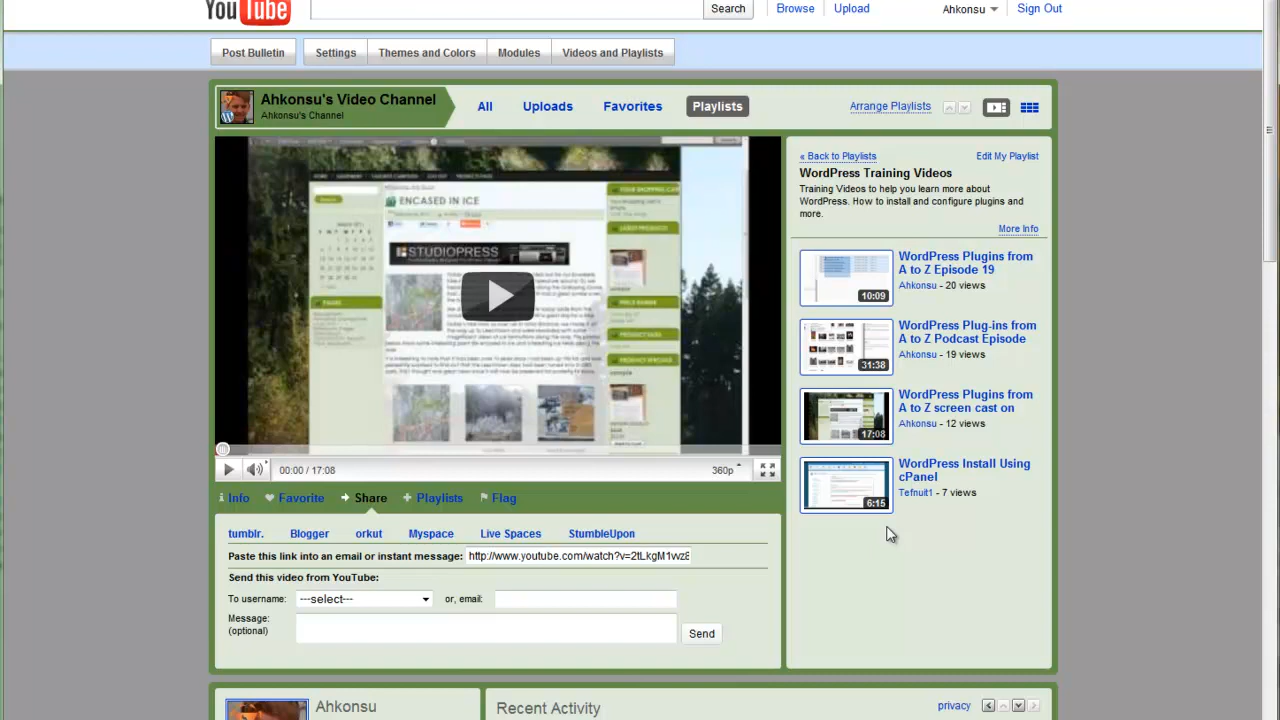 YouTube
Search
Browse
Upload
Ahkonsu
Sign Out
Post Bulletin
Settings
Themes and Colors
Modules
Videos and Playlists
Ahkonsu's Video Channel
Ahkonsu's Channel
All
Uploads
Favorites
Playlists
Arrange Playlists
ENCASED IN ICE
STUDIOPRESS
00:00 / 17:08
360p
Info
Favorite
Share
Playlists
Flag
tumblr.
Blogger
orkut
Myspace
Live Spaces
StumbleUpon
Paste this link into an email or instant message:
http://www.youtube.com/watch?v=2tLkgM1vvz8
Send this video from YouTube:
To username:
---select---
or, email:
Message:
(optional)
Send
« Back to Playlists
Edit My Playlist
WordPress Training Videos
Training Videos to help you learn more about
WordPress. How to install and configure plugins and
more.
More Info
10:09
WordPress Plugins from
A to Z Episode 19
Ahkonsu - 20 views
31:38
WordPress Plug-ins from
A to Z Podcast Episode
Ahkonsu - 19 views
17:08
WordPress Plugins from
A to Z screen cast on
Ahkonsu - 12 views
6:15
WordPress Install Using
cPanel
Tefnuit1 - 7 views
Ahkonsu
Recent Activity
privacy